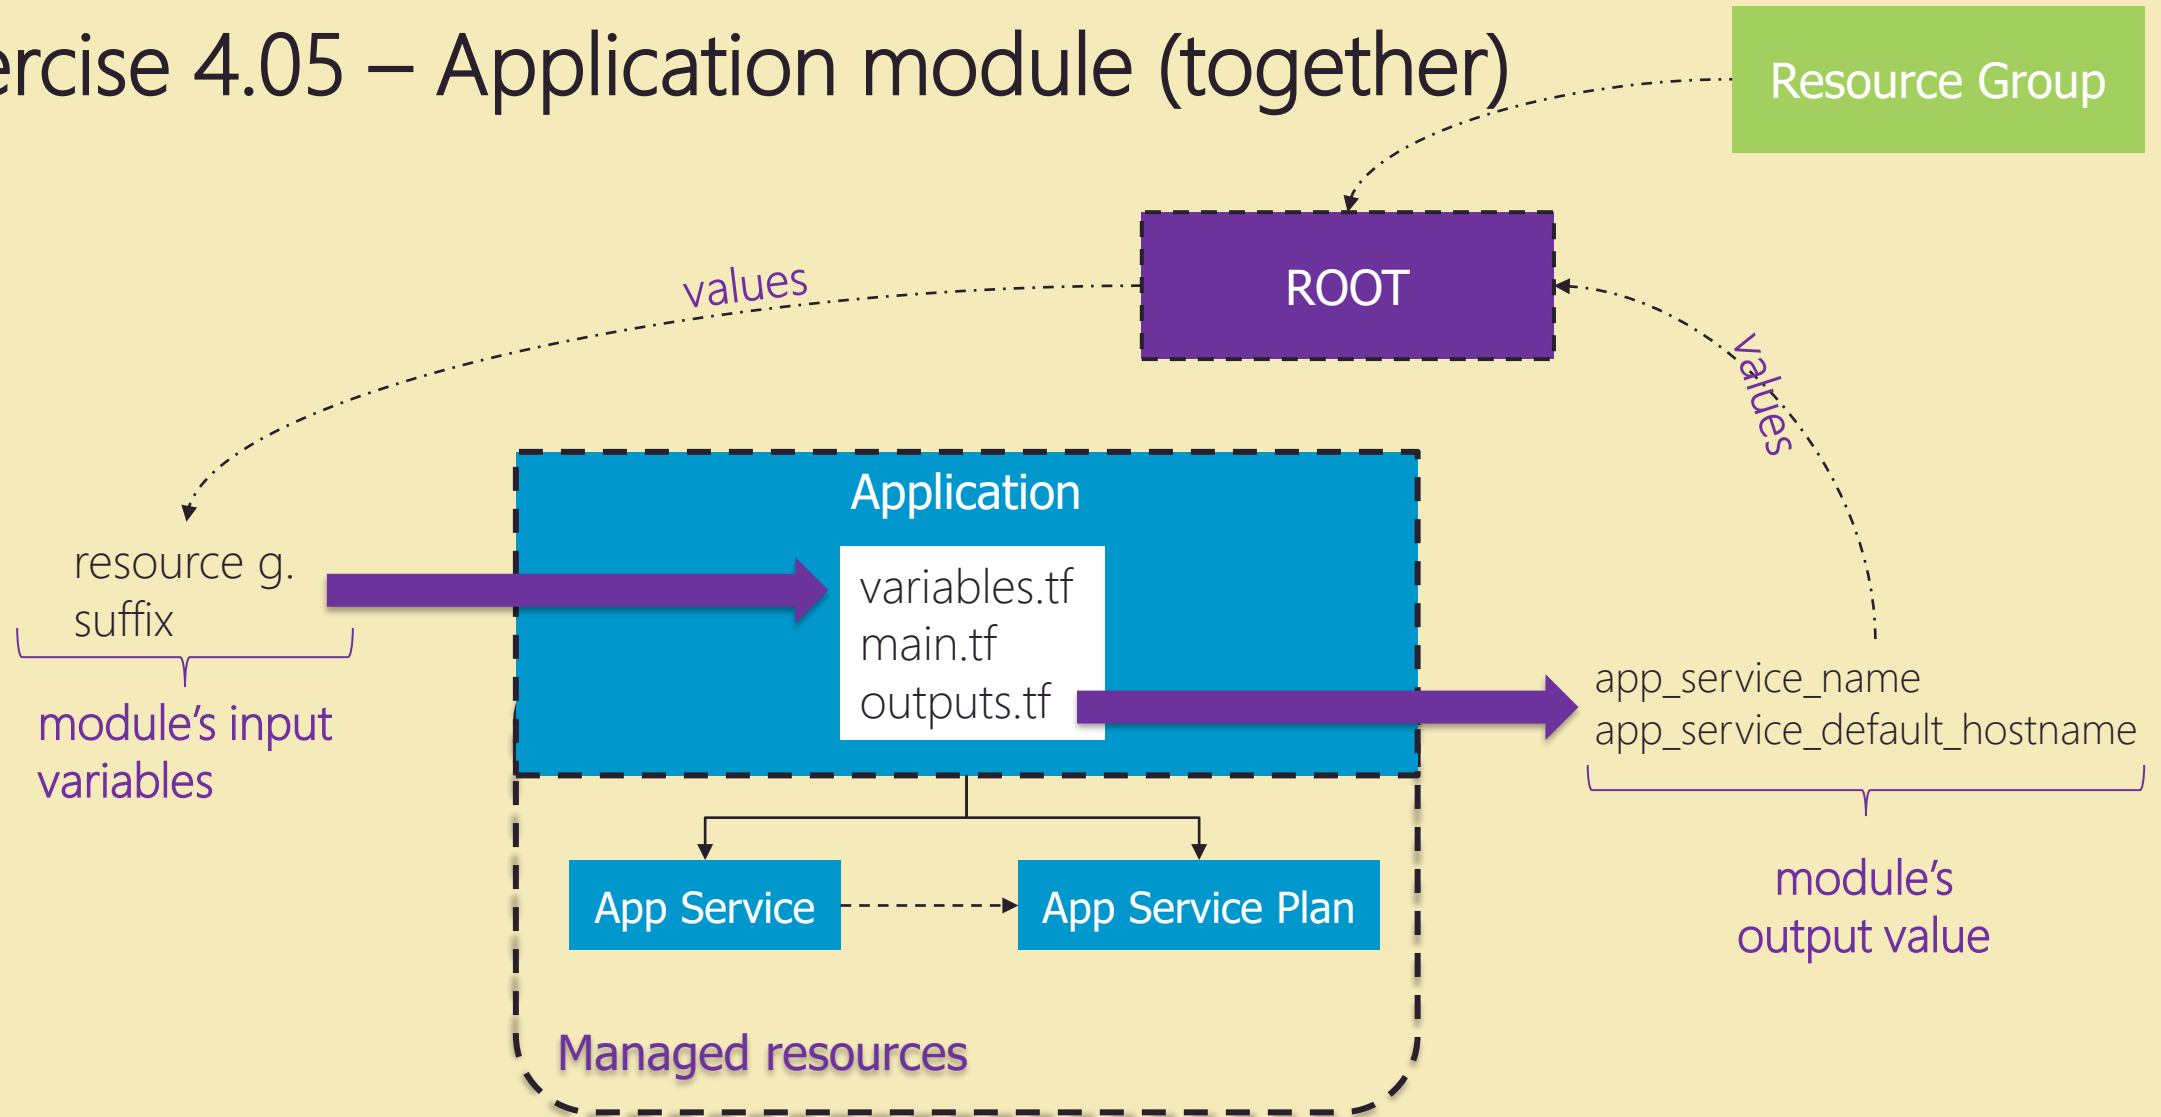 ercise 4.05 – Application module (together)
Resource Group
ROOT
values
values
Application
resource g.
suffix
variables.tf
main.tf
outputs.tf
module's input
variables
app_service_name
app_service_default_hostname
App Service
App Service Plan
module's
output value
Managed resources